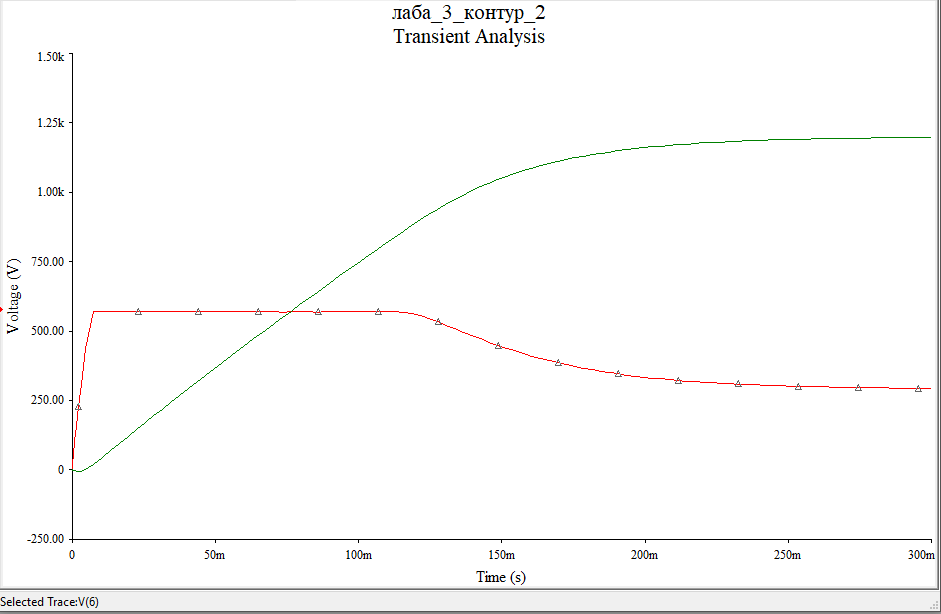 лаба_3_контур_2
Transient Analysis
1.50k
1.25k
1.00k
750.00
500.00
250.00
0
-250.00
Voltage (V)
0
50m
100m
150m
200m
250m
300m
Time (s)
Selected Trace:V(6)